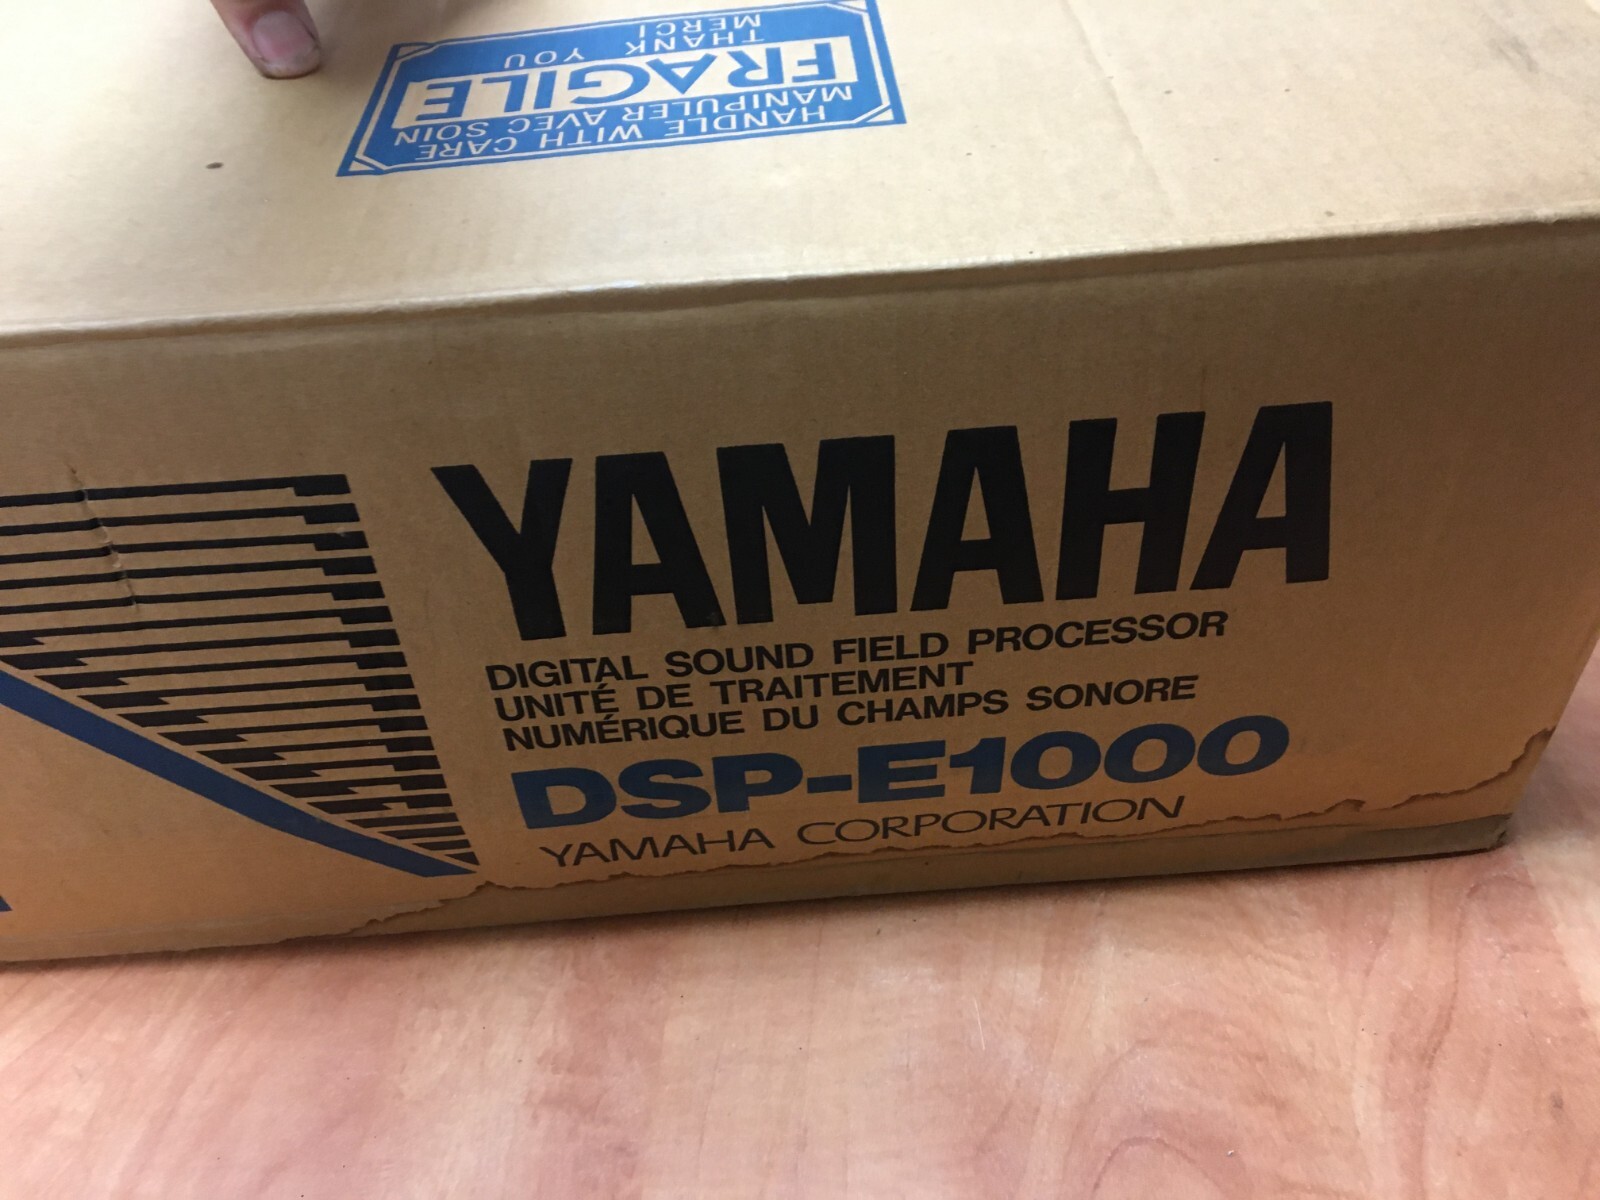 HANDLE WITH CARE
MANIPULER AVEC SOIN
FRAGILE
THANK YOU
MERCI
YAMAHA
DIGITAL SOUND FIELD PROCESSOR
UNITÉ DE TRAITEMENT
NUMÉRIQUE DU CHAMPS SONORE
DSP-E1000
YAMAHA CORPORATION